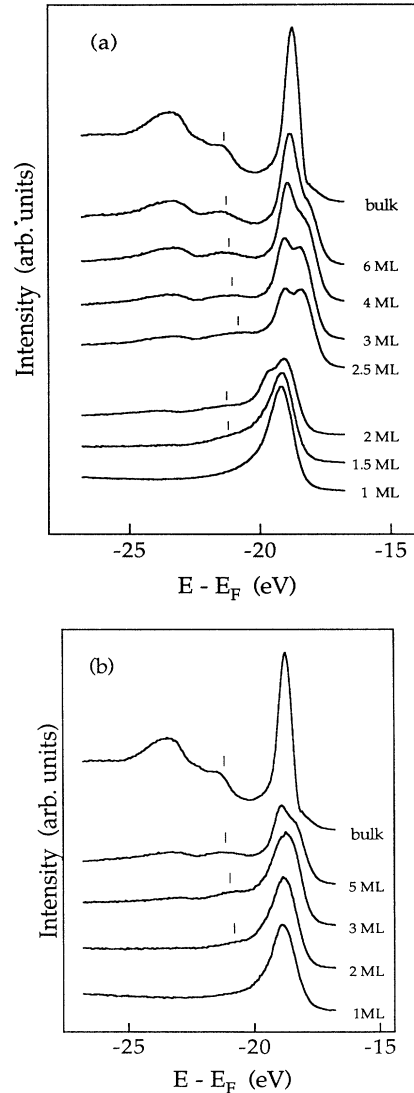 (a)
Intensity (arb. units)
bulk
6 ML
4 ML
3 ML
2.5 ML
2 ML
1.5 ML
1 ML
-25 -20 -15
E - E_F (eV)
(b)
Intensity (arb. units)
bulk
5 ML
3 ML
2 ML
1ML
-25 -20 -15
E - E_F (eV)